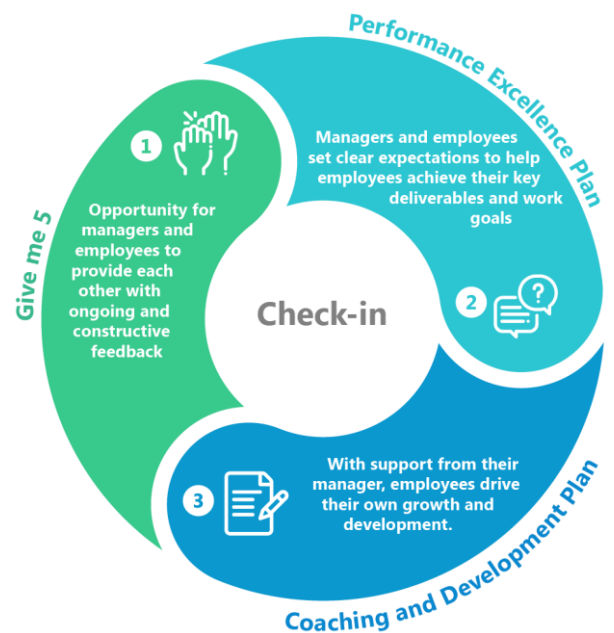 Give me 5
1
Opportunity for
managers and
employees to
provide each
other with
ongoing and
constructive
feedback
Performance Excellence Plan
Managers and employees
set clear expectations to help
employees achieve their key
deliverables and work
goals
2
?
Check-in
3
With support from their
manager, employees drive
their own growth and
development.
Coaching and Development Plan